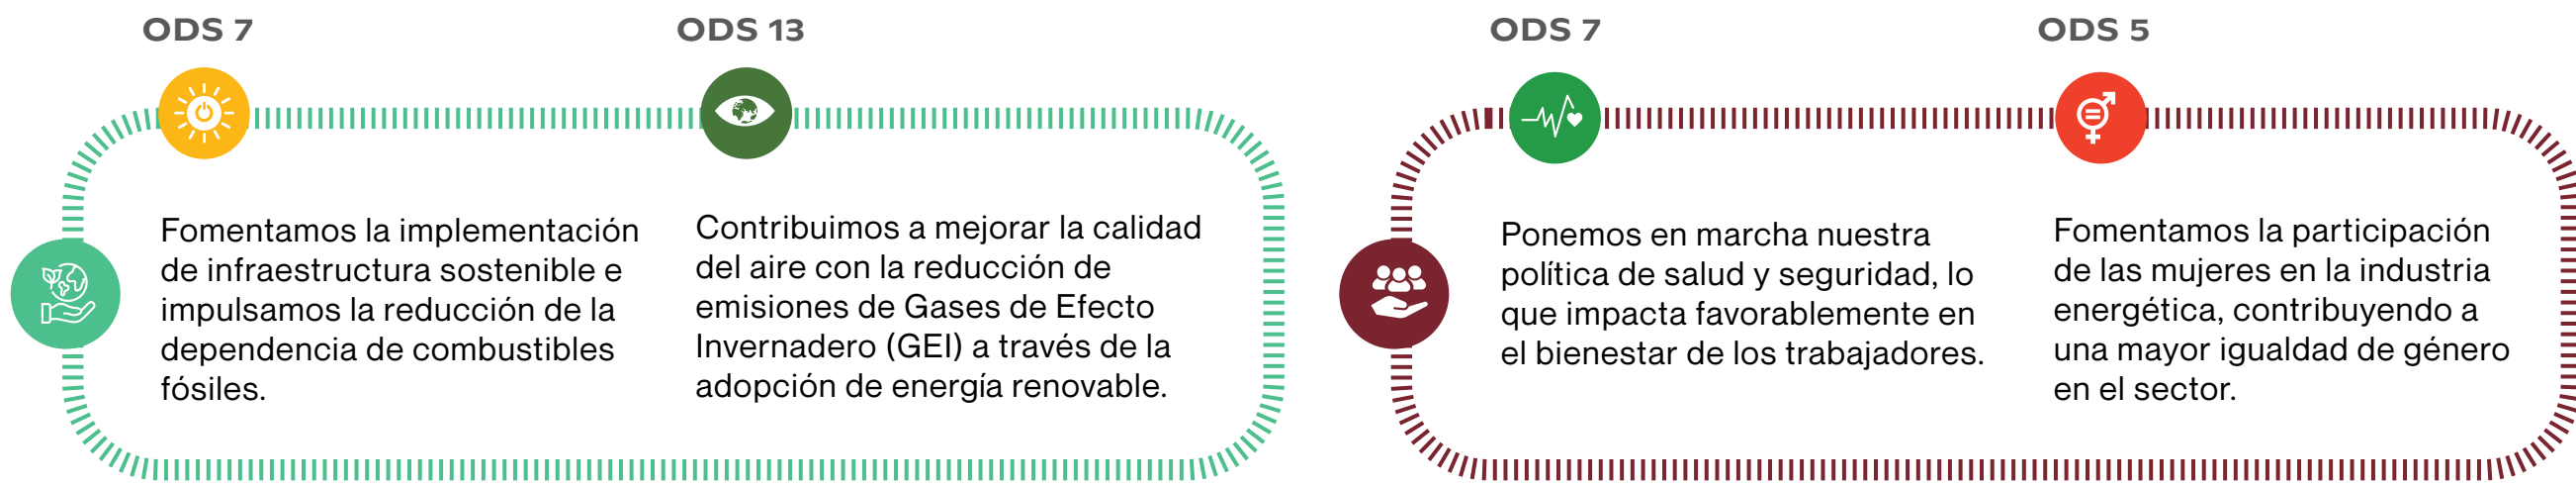 ODS 7
Fomentamos la implementación
de infraestructura sostenible e
impulsamos la reducción de la
dependencia de combustibles
fósiles.
ODS 13
Contribuimos a mejorar la calidad
del aire con la reducción de
emisiones de Gases de Efecto
Invernadero (GEI) a través de la
adopción de energía renovable.
ODS 7
Ponemos en marcha nuestra
política de salud y seguridad, lo
que impacta favorablemente en
el bienestar de los trabajadores.
ODS 5
Fomentamos la participación
de las mujeres en la industria
energética, contribuyendo a
una mayor igualdad de género
en el sector.